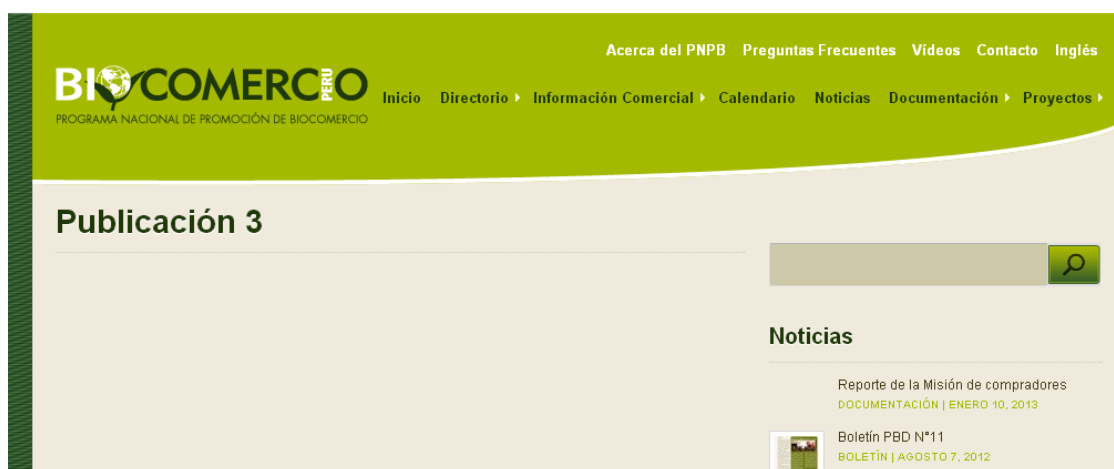 Acerca del PNPB Preguntas Frecuentes Vídeos Contacto Inglés
BIOCOMERCIO PERU
PROGRAMA NACIONAL DE PROMOCIÓN DE BIOCOMERCIO
Inicio Directorio Información Comercial Calendario Noticias Documentación Proyectos
Publicación 3
Noticias
Reporte de la Misión de compradores
DOCUMENTACIÓN | ENERO 10, 2013
Boletín PBD N°11
BOLETÍN | AGOSTO 7, 2012